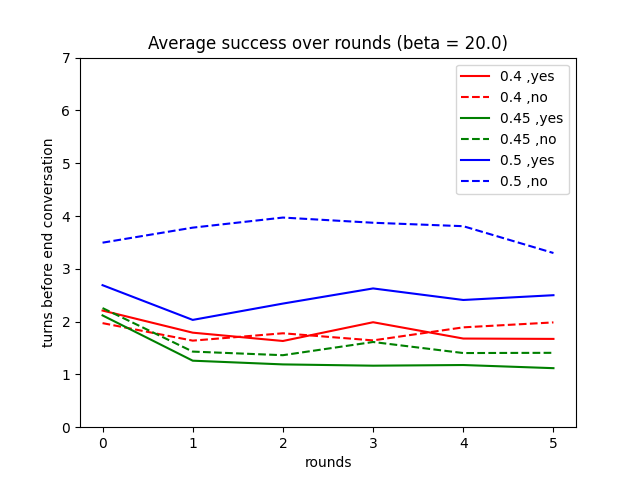 Average success over rounds (beta = 20.0)
turns before end conversation
7
6
5
4
3
2
1
0
0.4 ,yes
0.4 ,no
0.45 ,yes
0.45 ,no
0.5 ,yes
0.5 ,no
0 1 2 3 4 5
rounds